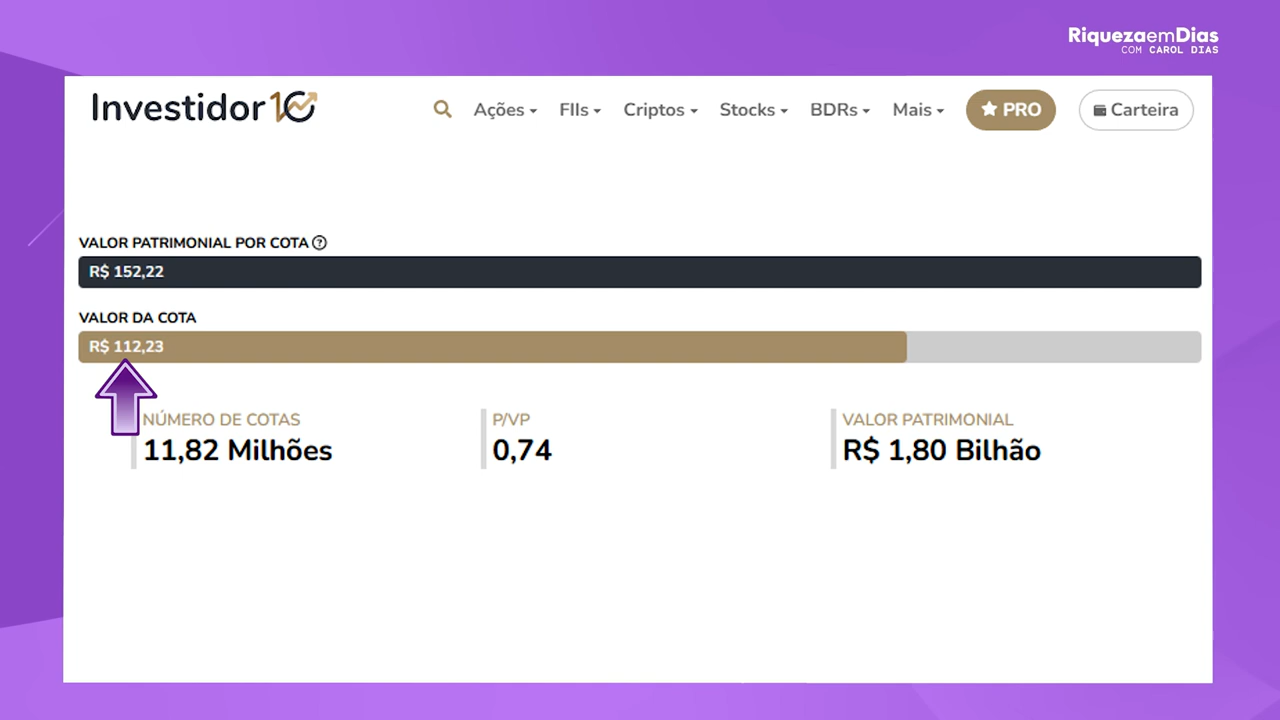 RiquezaemDias
COM CAROL DIAS
Investidor10
Ações FIIs Criptos Stocks BDRs Mais PRO Carteira
VALOR PATRIMONIAL POR COTA ?
R$ 152,22
VALOR DA COTA
R$ 112,23
NÚMERO DE COTAS
11,82 Milhões
P/VP
0,74
VALOR PATRIMONIAL
R$ 1,80 Bilhão